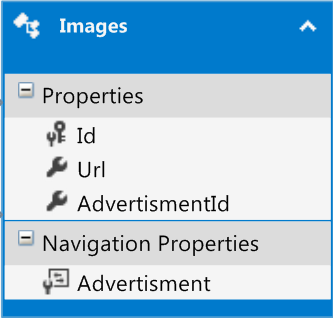 Images
Properties
Id
Url
AdvertismentId
Navigation Properties
Advertisment